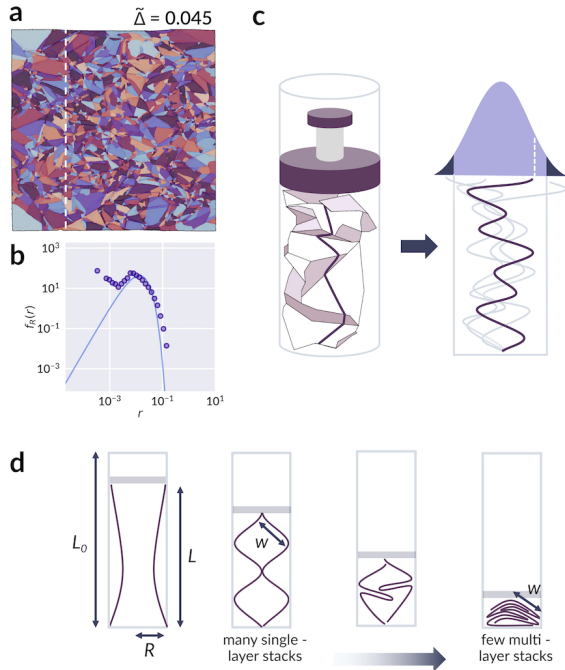 a
Δ̃ = 0.045
b
10³
10¹
10⁻¹
10⁻³
f_R(r)
10⁻³ 10⁻¹ 10¹
r
c
d
L₀
L
R
w
w
many single -
layer stacks
few multi -
layer stacks